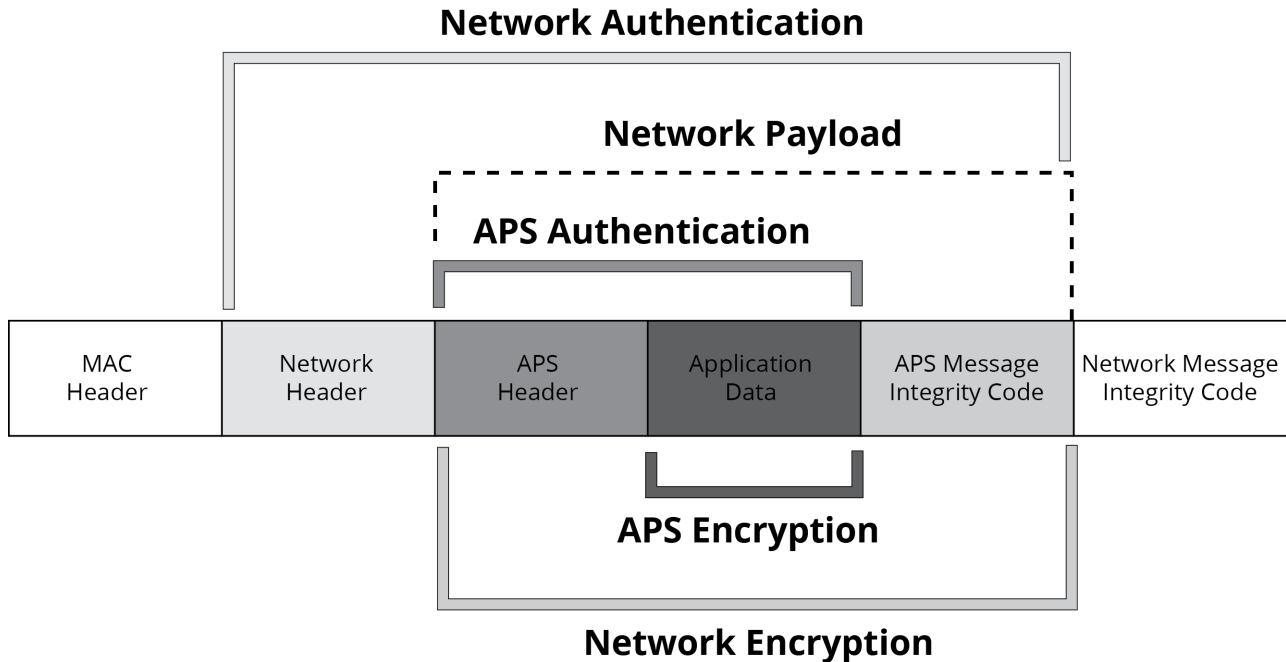 Network Authentication
Network Payload
APS Authentication
MAC
Header
Network
Header
APS
Header
Application
Data
APS Message
Integrity Code
Network Message
Integrity Code
APS Encryption
Network Encryption